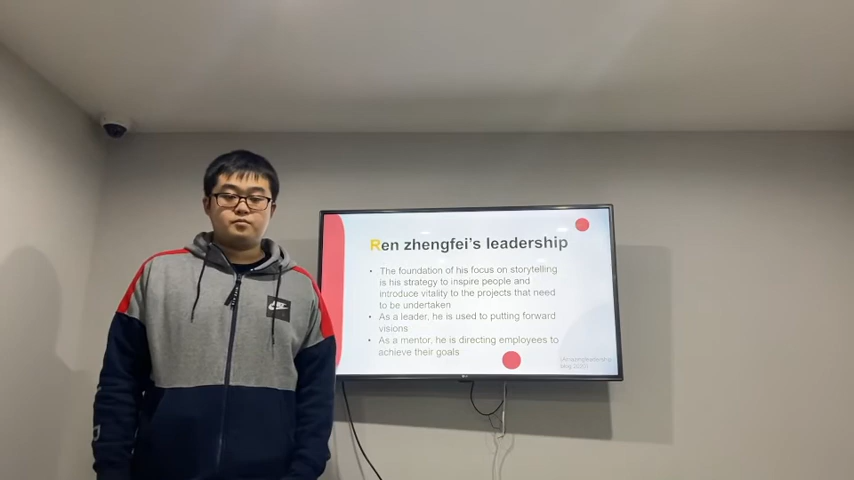 Ren zhengfei's leadership
• The foundation of his focus on storytelling
is his strategy to inspire people and
introduce vitality to the projects that need
to be undertaken
• As a leader, he is used to putting forward
visions
• As a mentor, he is directing employees to
achieve their goals